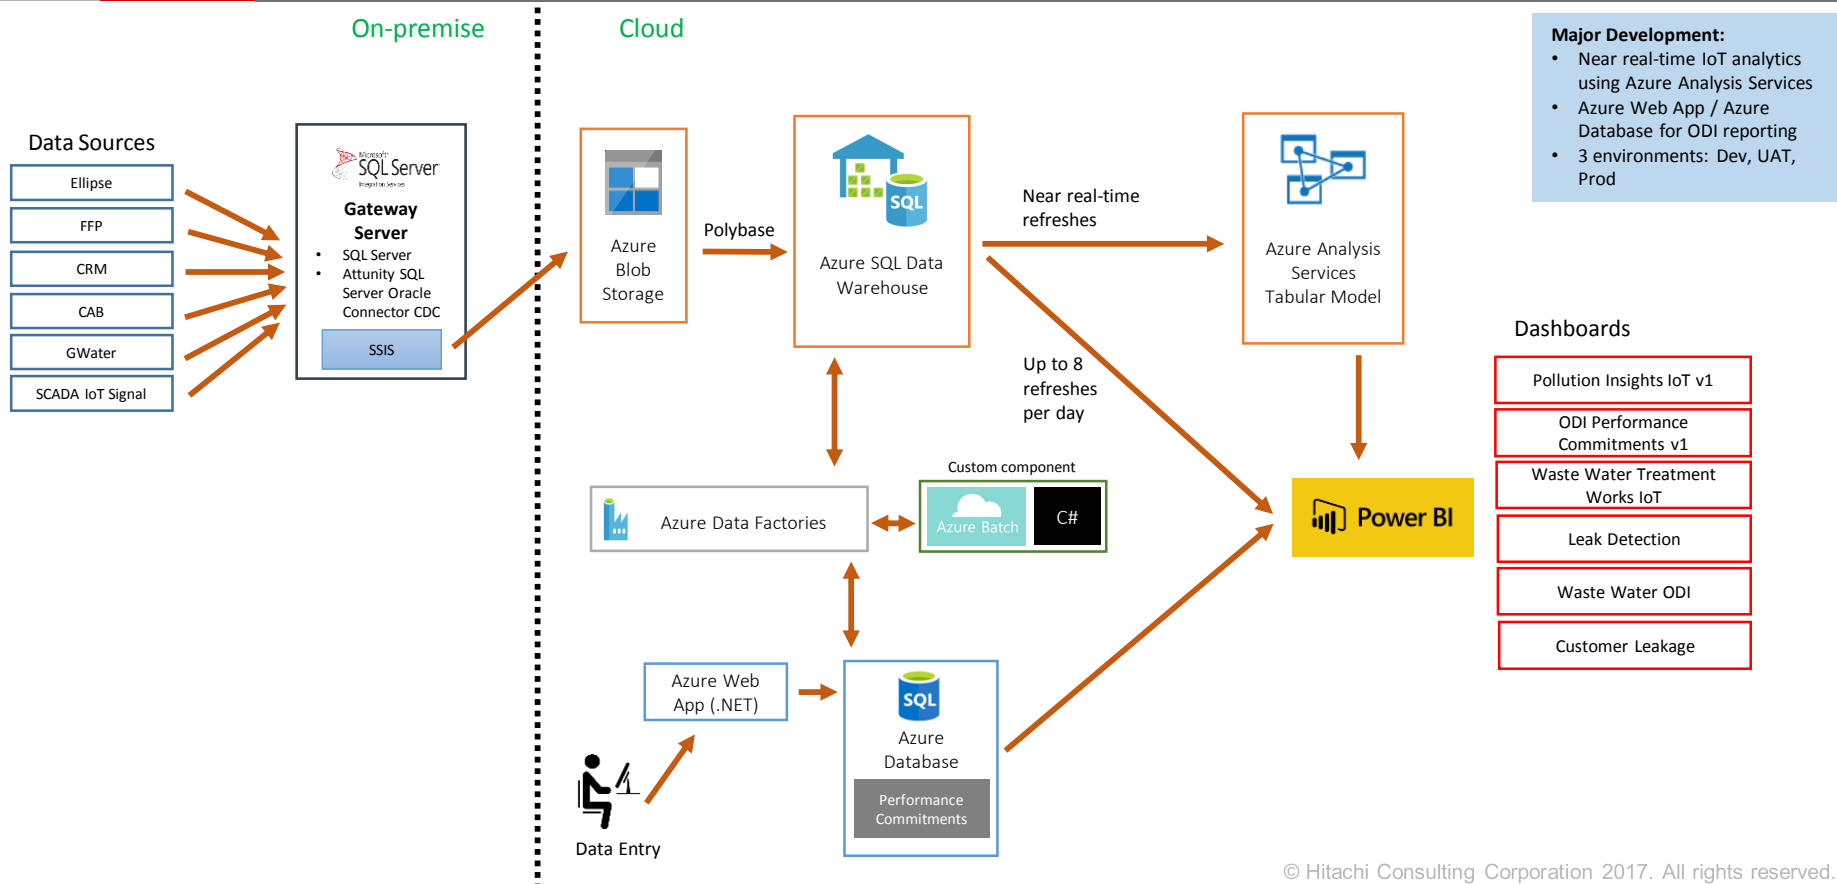 On-premise
Cloud
Major Development:
• Near real-time IoT analytics
using Azure Analysis Services
• Azure Web App / Azure
Database for ODI reporting
• 3 environments: Dev, UAT,
Prod
Data Sources
Ellipse
FFP
CRM
CAB
GWater
SCADA IoT Signal
Microsoft
SQL Server
Integration Services
Gateway
Server
• SQL Server
• Attunity SQL
Server Oracle
Connector CDC
SSIS
Azure
Blob
Storage
Polybase
SQL
Azure SQL Data
Warehouse
Near real-time
refreshes
Azure Analysis
Services
Tabular Model
Up to 8
refreshes
per day
Azure Data Factories
Custom component
Azure Batch
C#
Azure Web
App (.NET)
Data Entry
SQL
Azure
Database
Performance
Commitments
Power BI
Dashboards
Pollution Insights IoT v1
ODI Performance
Commitments v1
Waste Water Treatment
Works IoT
Leak Detection
Waste Water ODI
Customer Leakage
© Hitachi Consulting Corporation 2017. All rights reserved.